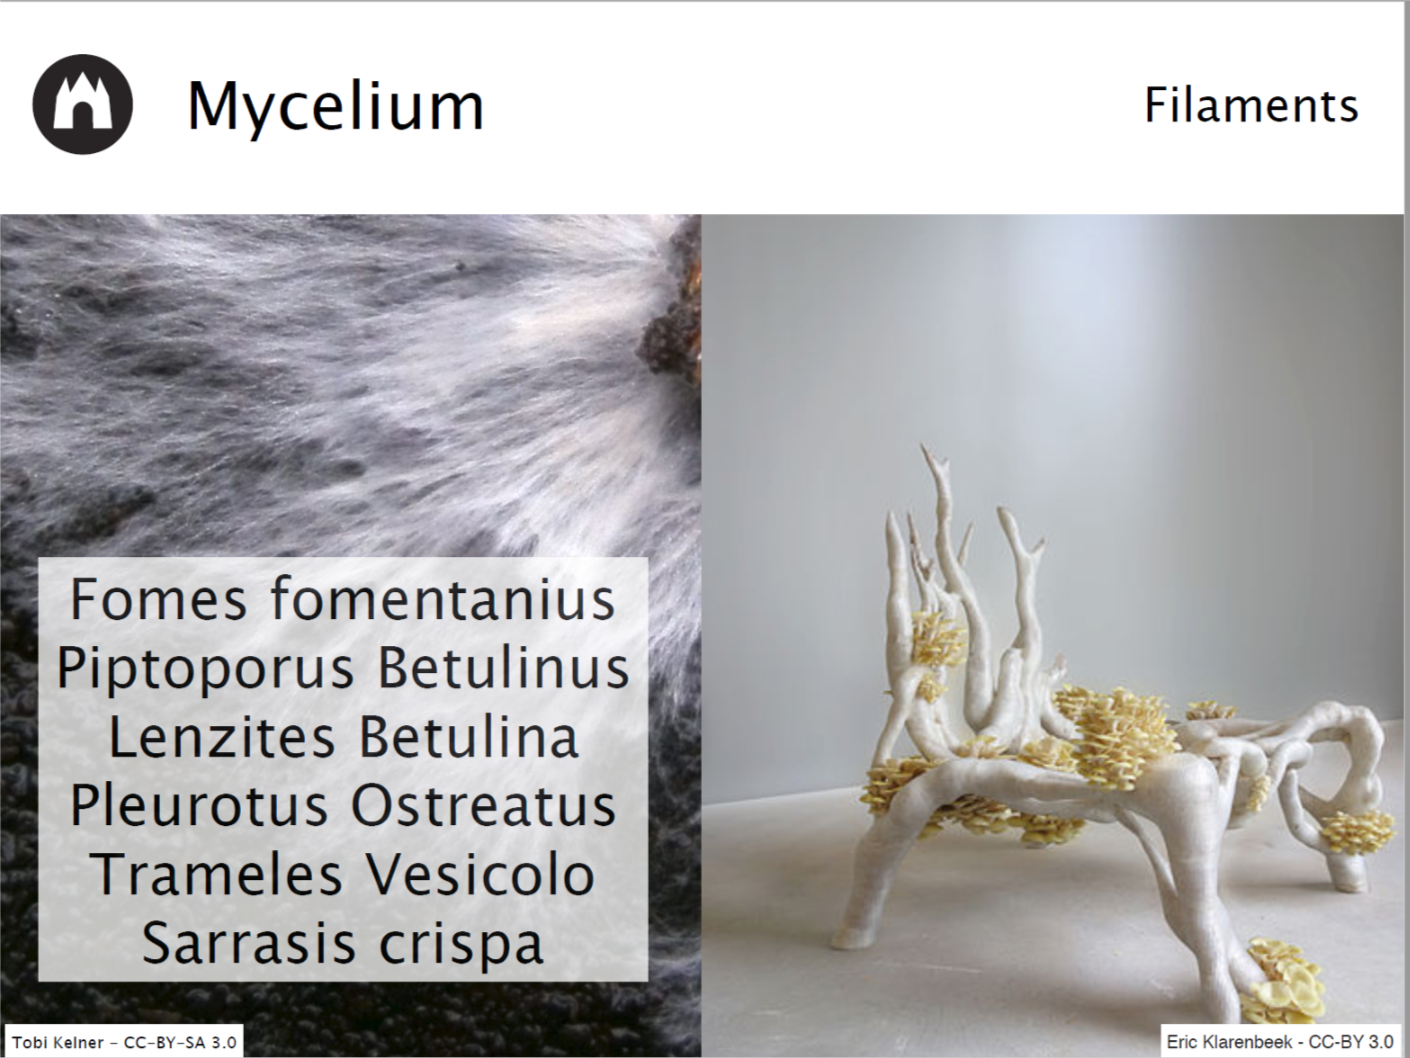 Mycelium
Filaments
Fomes fomentanius
Piptoporus Betulinus
Lenzites Betulina
Pleurotus Ostreatus
Trameles Vesicolo
Sarrasis crispa
Tobi Kelner - CC-BY-SA 3.0
Eric Klarenbeek - CC-BY 3.0